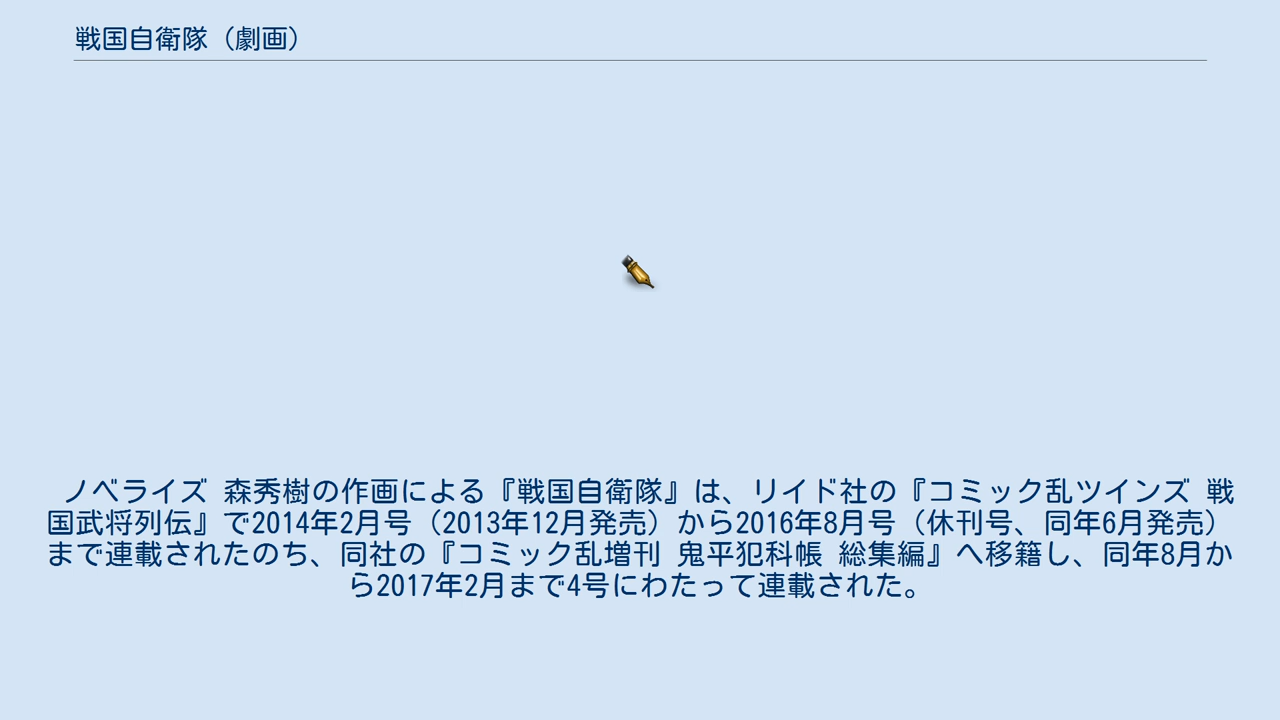 戦国自衛隊（劇画）
ノベライズ 森秀樹の作画による『戦国自衛隊』は、リイド社の『コミック乱ツインズ 戦
国武将列伝』で2014年2月号（2013年12月発売）から2016年8月号（休刊号、同年6月発売）
まで連載されたのち、同社の『コミック乱増刊 鬼平犯科帳 総集編』へ移籍し、同年8月か
ら2017年2月まで4号にわたって連載された。